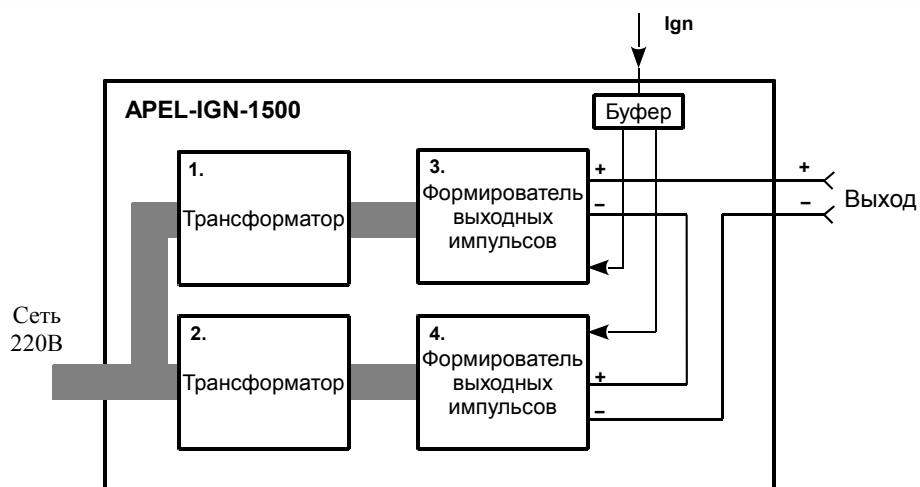 Ign
APEL-IGN-1500
Буфер
1.
Трансформатор
3.
Формирователь
выходных
импульсов
+
−
+
−
Выход
Сеть
220В
2.
Трансформатор
4.
Формирователь
выходных
импульсов
+
−